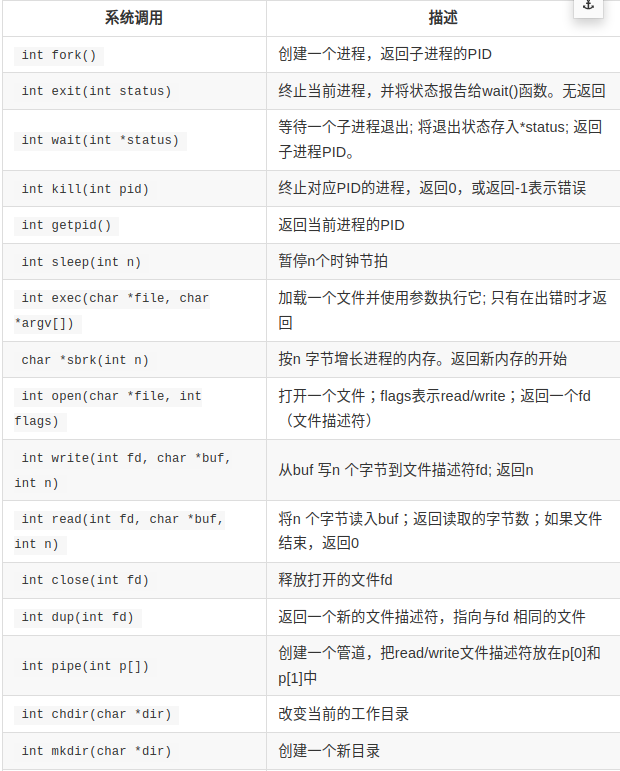 系统调用 描述
int fork() 创建一个进程，返回子进程的PID
int exit(int status) 终止当前进程，并将状态报告给wait()函数。无返回
int wait(int *status) 等待一个子进程退出; 将退出状态存入*status; 返回
子进程PID。
int kill(int pid) 终止对应PID的进程，返回0，或返回-1表示错误
int getpid() 返回当前进程的PID
int sleep(int n) 暂停n个时钟节拍
int exec(char *file, char 加载一个文件并使用参数执行它; 只有在出错时才返
*argv[]) 回
char *sbrk(int n) 按n 字节增长进程的内存。返回新内存的开始
int open(char *file, int 打开一个文件；flags表示read/write；返回一个fd
flags) （文件描述符）
int write(int fd, char *buf, 从buf 写n 个字节到文件描述符fd; 返回n
int n)
int read(int fd, char *buf, 将n 个字节读入buf；返回读取的字节数；如果文件
int n) 结束，返回0
int close(int fd) 释放打开的文件fd
int dup(int fd) 返回一个新的文件描述符，指向与fd 相同的文件
int pipe(int p[]) 创建一个管道，把read/write文件描述符放在p[0]和
p[1]中
int chdir(char *dir) 改变当前的工作目录
int mkdir(char *dir) 创建一个新目录